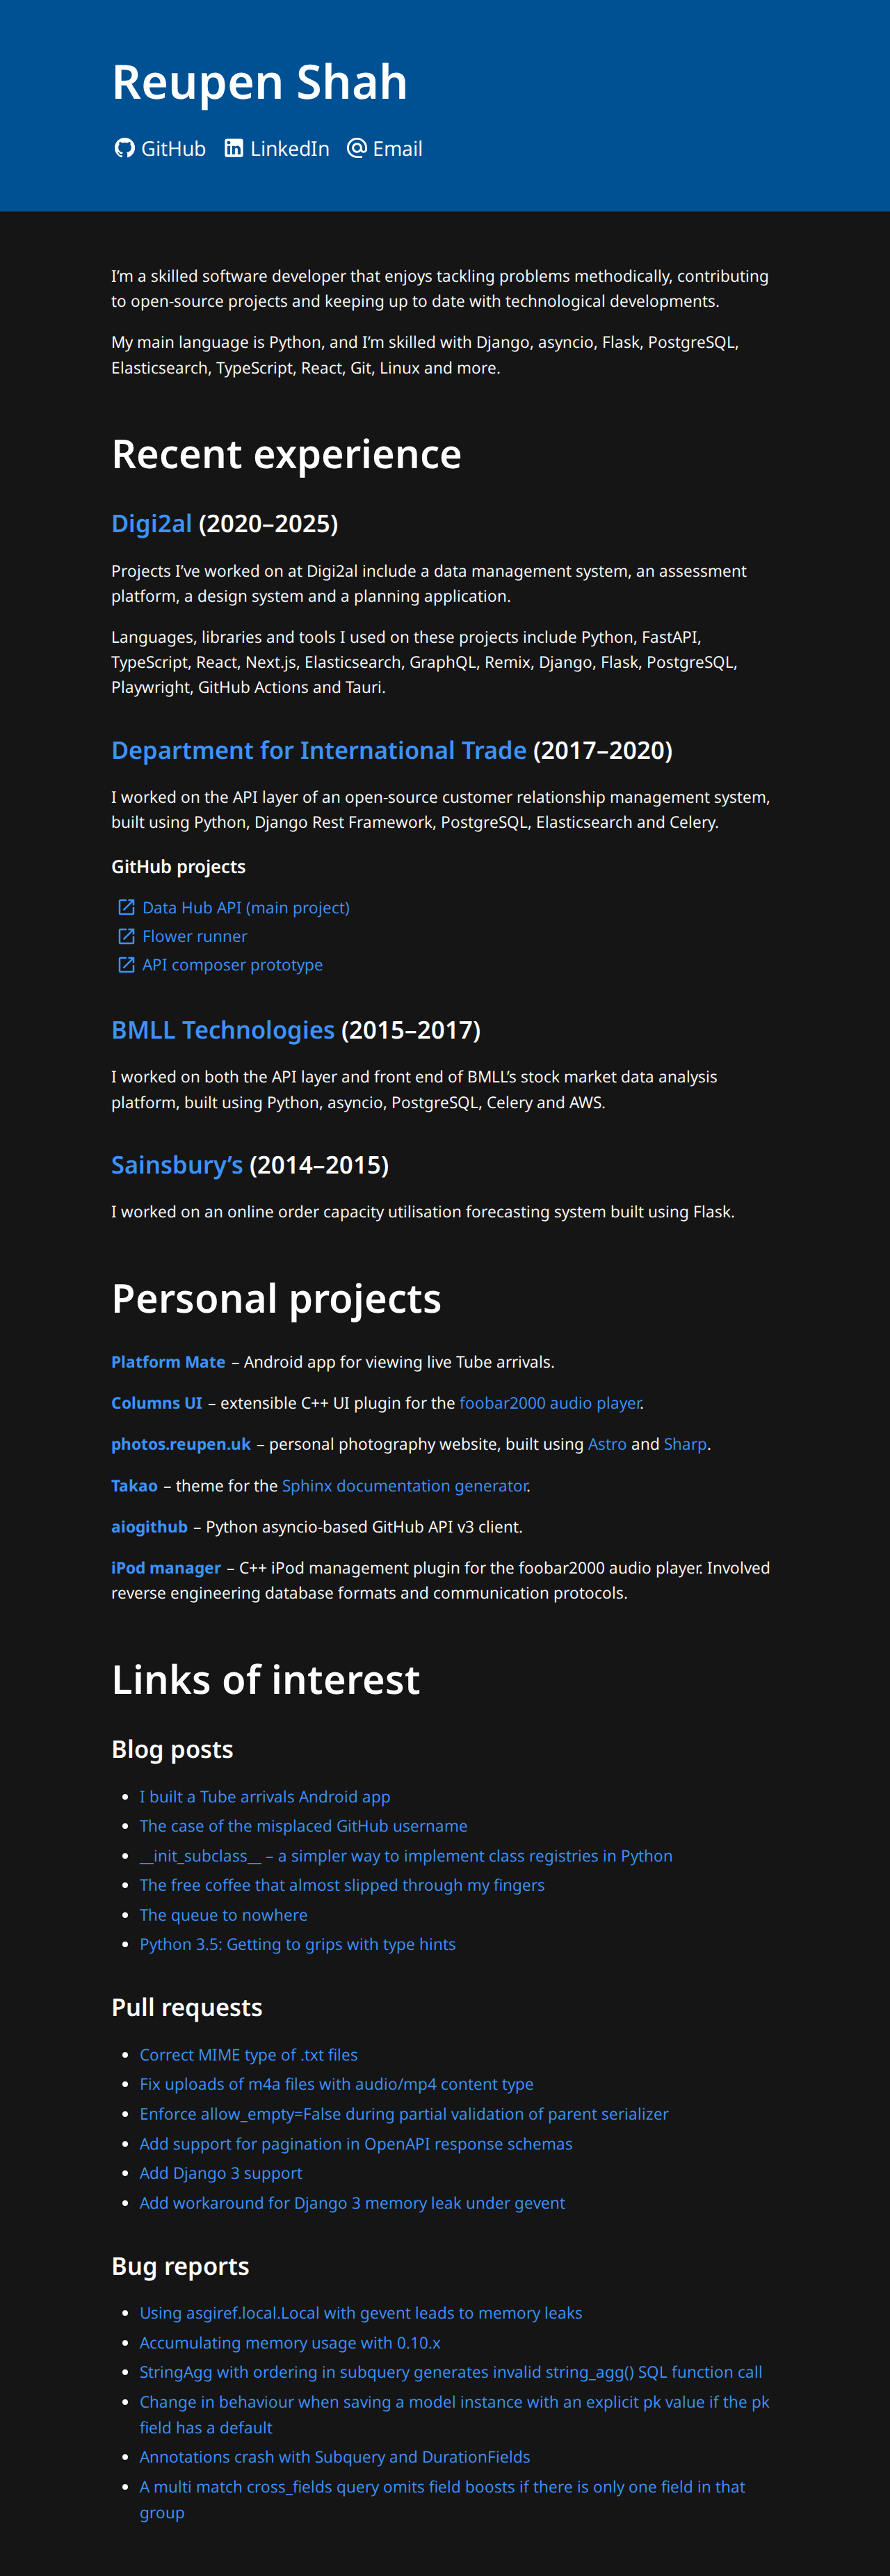 Reupen Shah
GitHub LinkedIn Email
I’m a skilled software developer that enjoys tackling problems methodically, contributing
to open-source projects and keeping up to date with technological developments.
My main language is Python, and I’m skilled with Django, asyncio, Flask, PostgreSQL,
Elasticsearch, TypeScript, React, Git, Linux and more.
Recent experience
Digi2al (2020–2025)
Projects I’ve worked on at Digi2al include a data management system, an assessment
platform, a design system and a planning application.
Languages, libraries and tools I used on these projects include Python, FastAPI,
TypeScript, React, Next.js, Elasticsearch, GraphQL, Remix, Django, Flask, PostgreSQL,
Playwright, GitHub Actions and Tauri.
Department for International Trade (2017–2020)
I worked on the API layer of an open-source customer relationship management system,
built using Python, Django Rest Framework, PostgreSQL, Elasticsearch and Celery.
GitHub projects
Data Hub API (main project)
Flower runner
API composer prototype
BMLL Technologies (2015–2017)
I worked on both the API layer and front end of BMLL’s stock market data analysis
platform, built using Python, asyncio, PostgreSQL, Celery and AWS.
Sainsbury’s (2014–2015)
I worked on an online order capacity utilisation forecasting system built using Flask.
Personal projects
Platform Mate – Android app for viewing live Tube arrivals.
Columns UI – extensible C++ UI plugin for the foobar2000 audio player.
photos.reupen.uk – personal photography website, built using Astro and Sharp.
Takao – theme for the Sphinx documentation generator.
aiogithub – Python asyncio-based GitHub API v3 client.
iPod manager – C++ iPod management plugin for the foobar2000 audio player. Involved
reverse engineering database formats and communication protocols.
Links of interest
Blog posts
• I built a Tube arrivals Android app
• The case of the misplaced GitHub username
• __init_subclass__ – a simpler way to implement class registries in Python
• The free coffee that almost slipped through my fingers
• The queue to nowhere
• Python 3.5: Getting to grips with type hints
Pull requests
• Correct MIME type of .txt files
• Fix uploads of m4a files with audio/mp4 content type
• Enforce allow_empty=False during partial validation of parent serializer
• Add support for pagination in OpenAPI response schemas
• Add Django 3 support
• Add workaround for Django 3 memory leak under gevent
Bug reports
• Using asgiref.local.Local with gevent leads to memory leaks
• Accumulating memory usage with 0.10.x
• StringAgg with ordering in subquery generates invalid string_agg() SQL function call
• Change in behaviour when saving a model instance with an explicit pk value if the pk
field has a default
• Annotations crash with Subquery and DurationFields
• A multi match cross_fields query omits field boosts if there is only one field in that
group